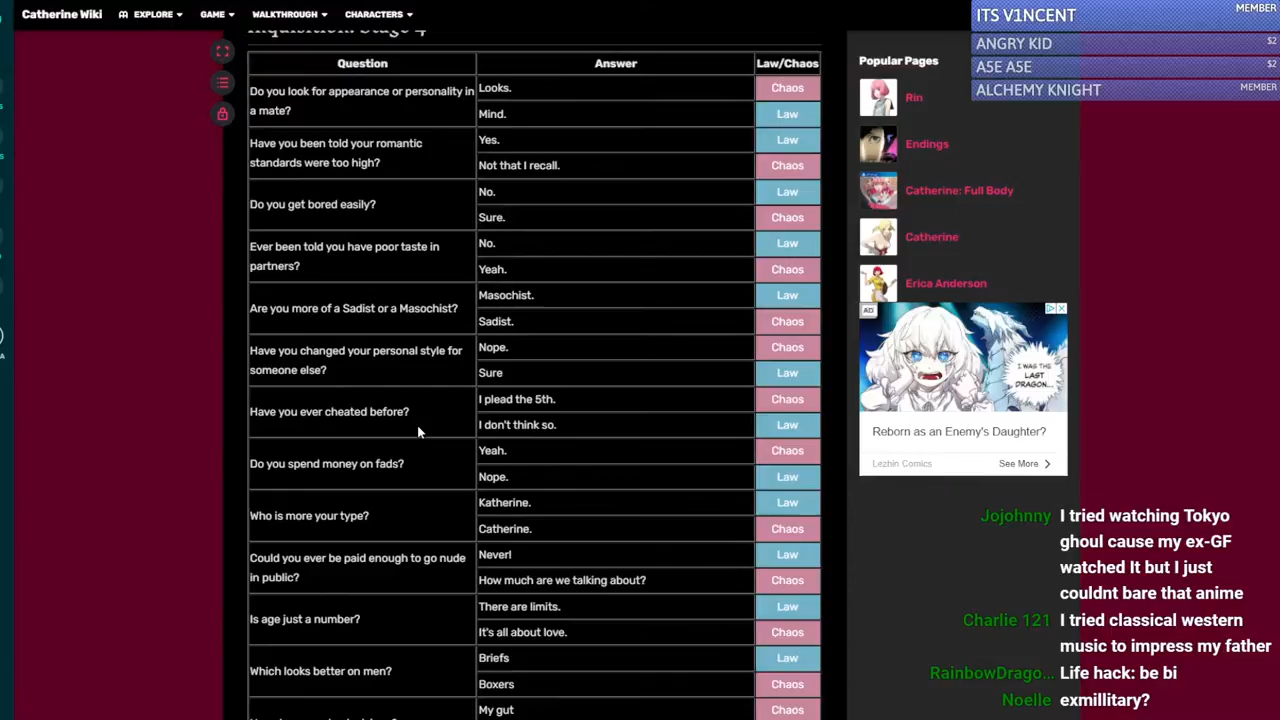 Catherine Wiki
EXPLORE
GAME
WALKTHROUGH
CHARACTERS
ITS V1NCENT
MEMBER
ANGRY KID
$2
A5E A5E
$2
ALCHEMY KNIGHT
MEMBER
Inquisition: Stage 4
Question
Answer
Law/Chaos
Do you look for appearance or personality in
a mate?
Looks.
Chaos
Mind.
Law
Have you been told your romantic
standards were too high?
Yes.
Law
Not that I recall.
Chaos
Do you get bored easily?
No.
Law
Sure.
Chaos
Ever been told you have poor taste in
partners?
No.
Law
Yeah.
Chaos
Are you more of a Sadist or a Masochist?
Masochist.
Law
Sadist.
Chaos
Have you changed your personal style for
someone else?
Nope.
Chaos
Sure
Law
Have you ever cheated before?
I plead the 5th.
Chaos
I don't think so.
Law
Do you spend money on fads?
Yeah.
Chaos
Nope.
Law
Who is more your type?
Katherine.
Law
Catherine.
Chaos
Could you ever be paid enough to go nude
in public?
Never!
Law
How much are we talking about?
Chaos
Is age just a number?
There are limits.
Law
It's all about love.
Chaos
Which looks better on men?
Briefs
Law
Boxers
Chaos
My gut
Chaos
Popular Pages
Rin
Endings
Catherine: Full Body
Catherine
Erica Anderson
AD
I WAS THE
LAST
DRAGON...
Reborn as an Enemy's Daughter?
Lezhin Comics
See More
Jojohnny I tried watching Tokyo
ghoul cause my ex-GF
watched It but I just
couldnt bare that anime
Charlie 121 I tried classical western
music to impress my father
RainbowDrago... Life hack: be bi
Noelle exmillitary?